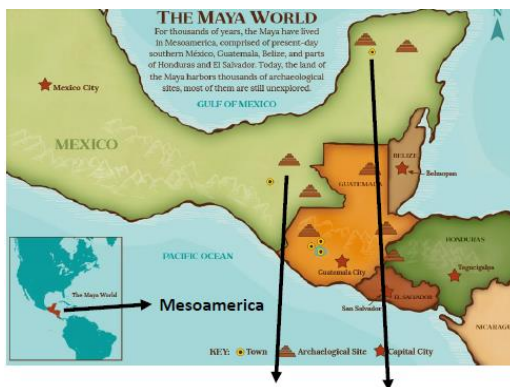 THE MAYA WORLD
For thousands of years, the Maya have lived
in Mesoamerica, comprised of present-day
southern México, Guatemala, Belize, and parts
of Honduras and El Salvador. Today, the land of
the Maya harbors thousands of archaeological
sites, most of them are still unexplored.
N
Mexico City
GULF OF MEXICO
MEXICO
BELIZE
Belmopan
GUATEMALA
PACIFIC OCEAN
HONDURAS
Guatemala City
Tegucigalpa
The Maya World
Mesoamerica
San Salvador
EL SALVADOR
NICARAG
KEY: Town Archaelogical Site Capital City